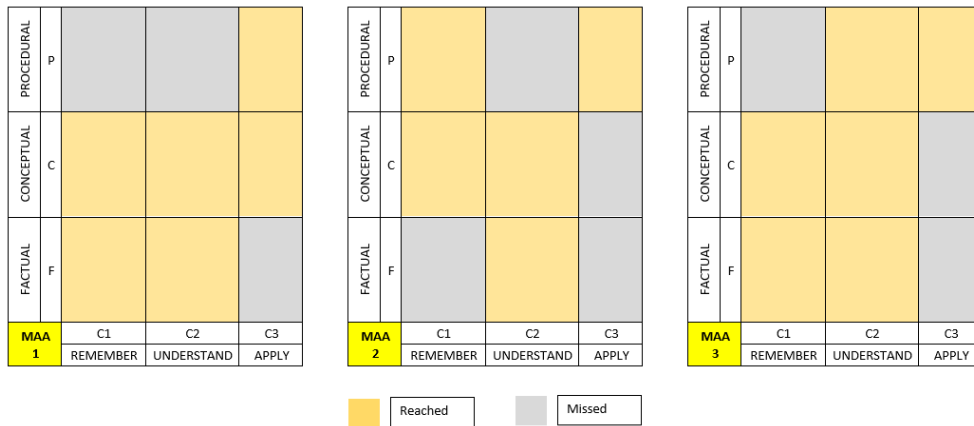 PROCEDURAL
P
CONCEPTUAL
C
FACTUAL
F
MAA
1
C1
C2
C3
REMEMBER
UNDERSTAND
APPLY
PROCEDURAL
P
CONCEPTUAL
C
FACTUAL
F
MAA
2
C1
C2
C3
REMEMBER
UNDERSTAND
APPLY
PROCEDURAL
P
CONCEPTUAL
C
FACTUAL
F
MAA
3
C1
C2
C3
REMEMBER
UNDERSTAND
APPLY
Reached
Missed